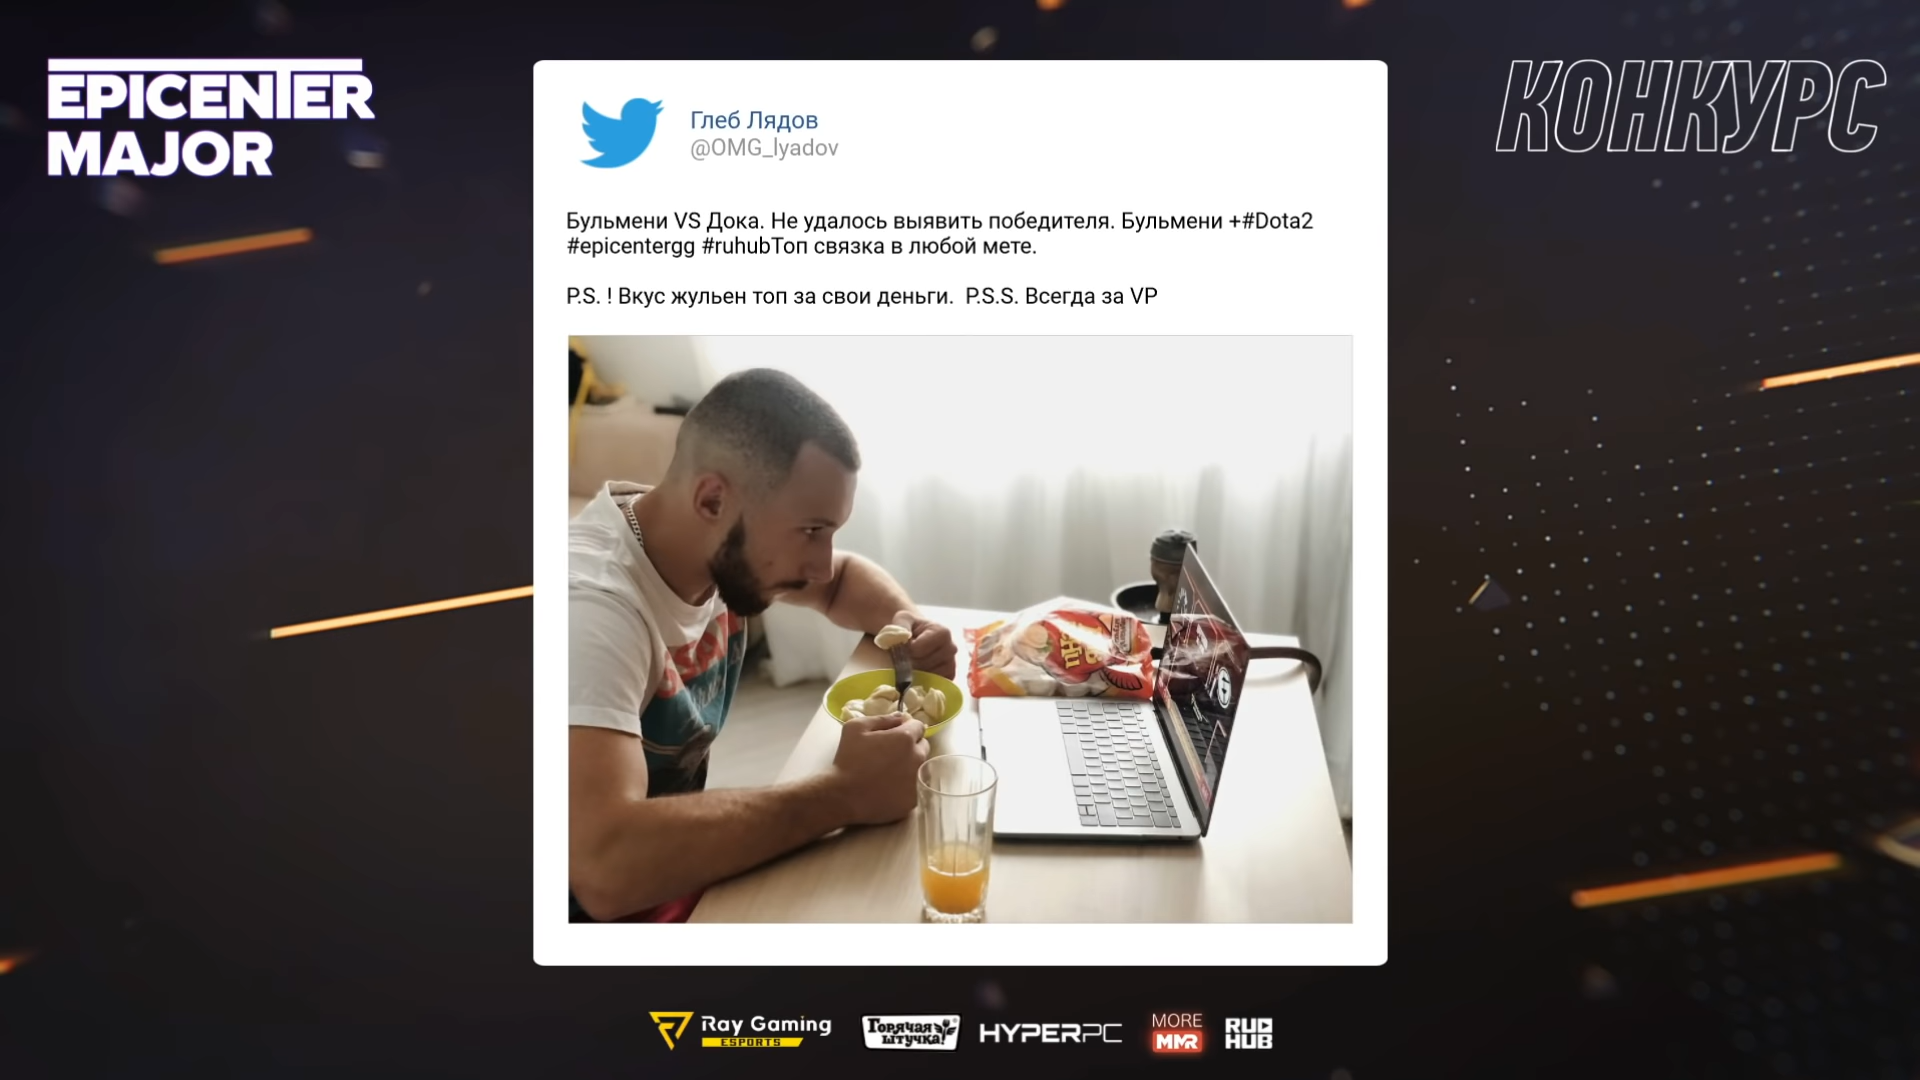 EPICENTER
MAJOR
КОНКУРС
Глеб Лядов
@OMG_lyadov
Бульмени VS Дока. Не удалось выявить победителя. Бульмени +#Dota2
#epicentergg #ruhubТоп связка в любой мете.
P.S. ! Вкус жульен топ за свои деньги.  P.S.S. Всегда за VP
Ray Gaming
ESPORTS
Горячая
штучка!
HYPERPC
MORE
MMR
RUHUB